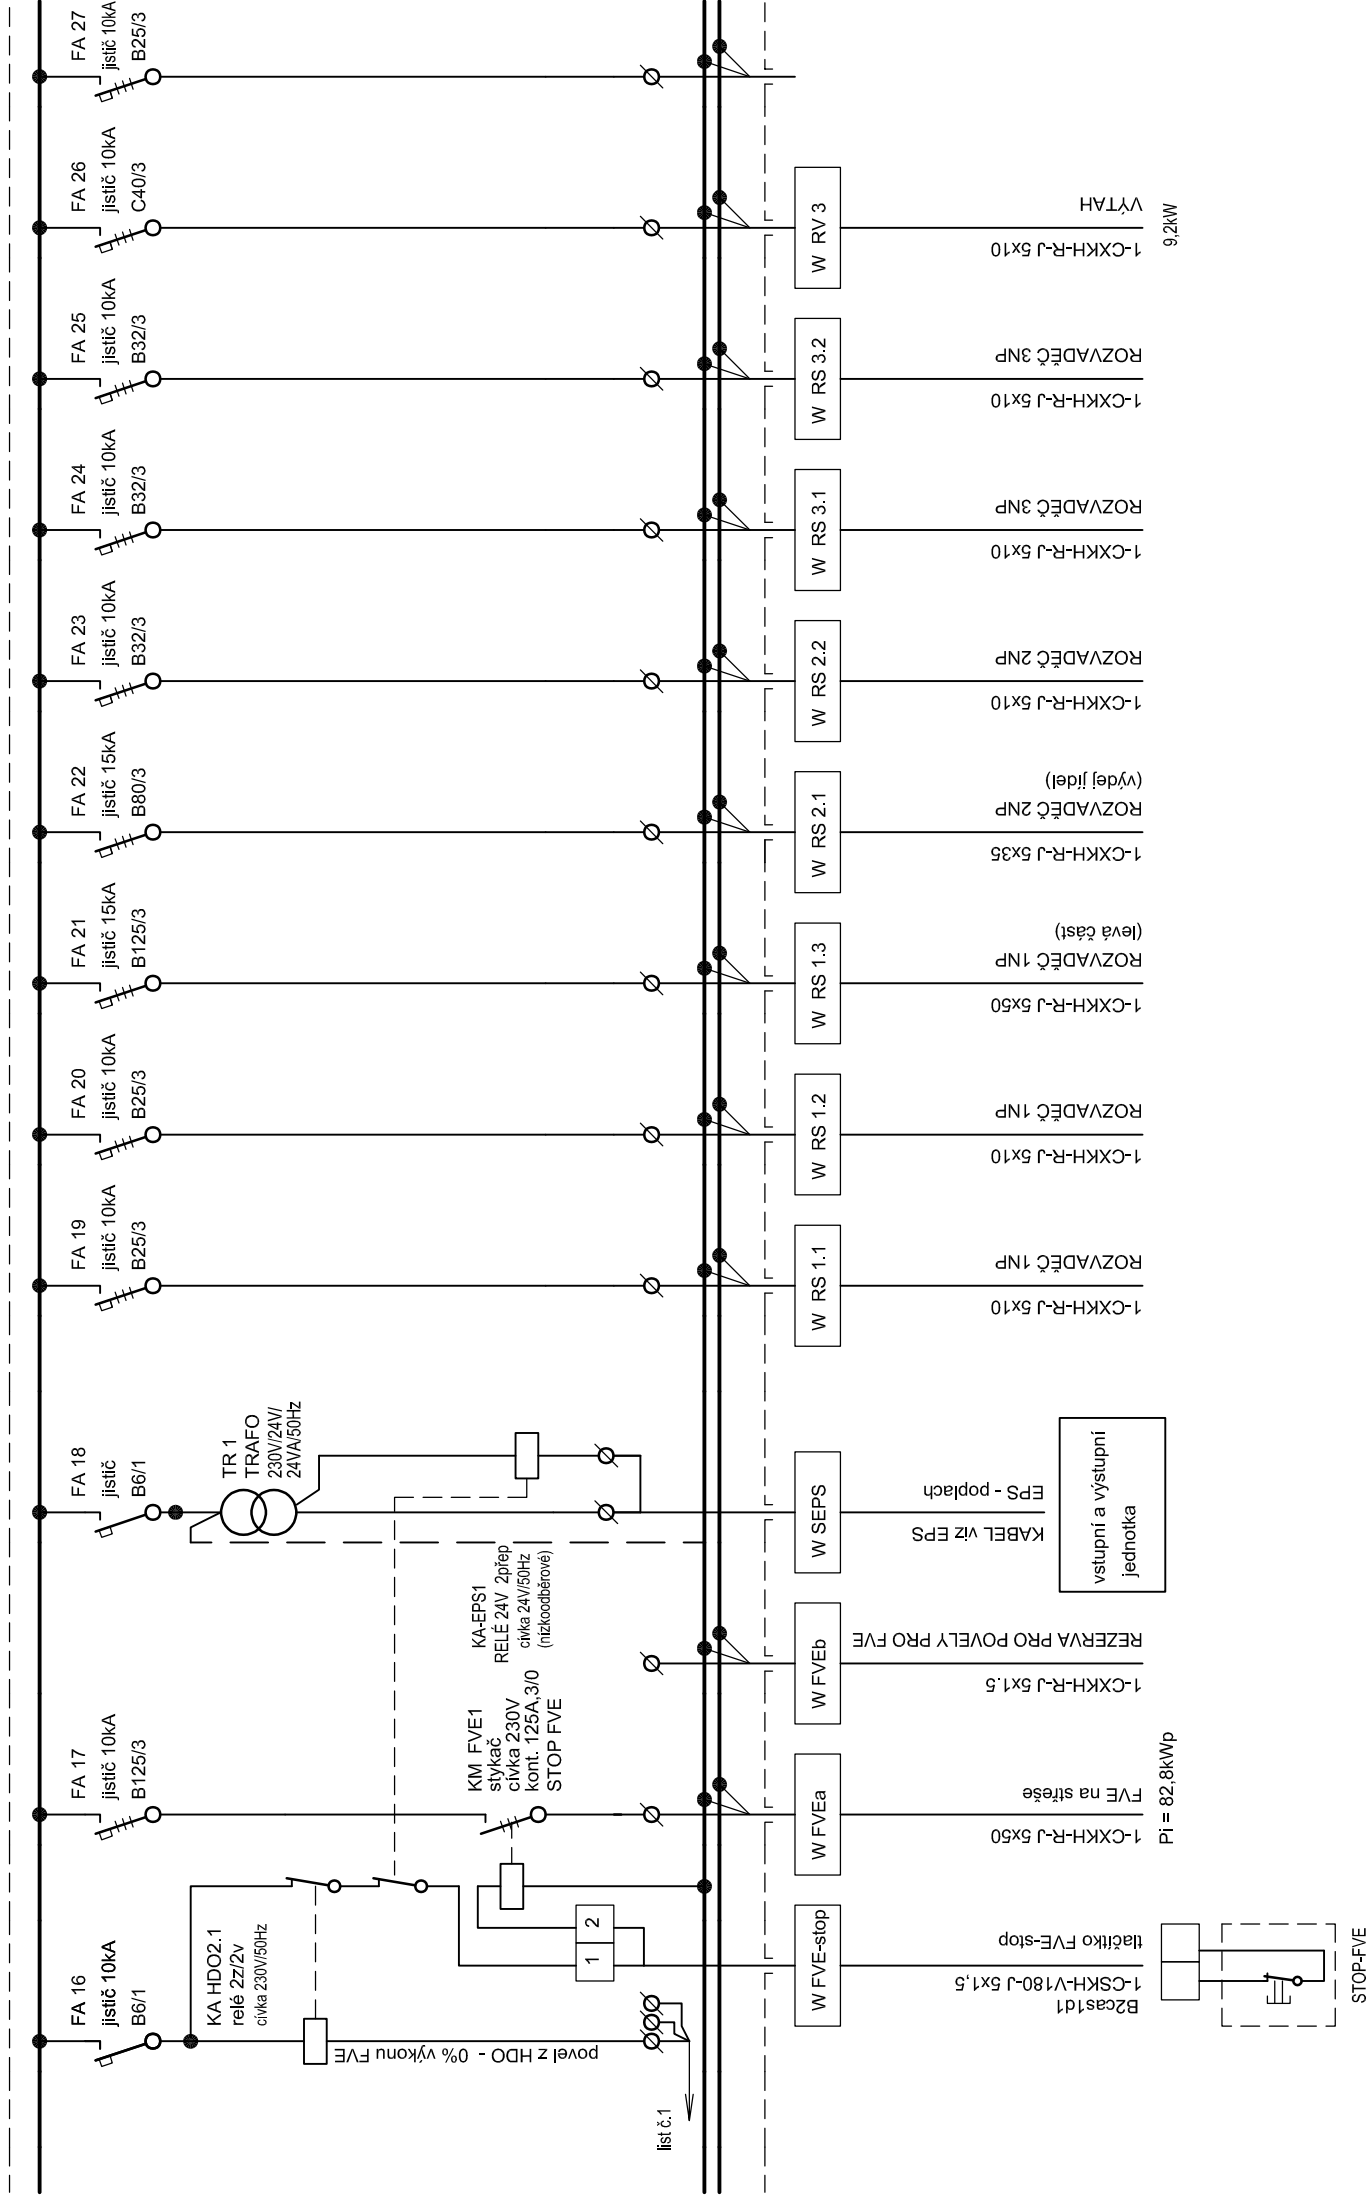 FA 16
jistič 10kA
B6/1
KA HDO2.1
relé 2z/2v
cívka 230V/50Hz
povel z HDO - 0% výkonu FVE
list č.1
1
2
W FVE-stop
tlačítko FVE-stop
1-CSKH-V180-J 5x1,5
B2cas1d1
STOP-FVE
FA 17
jistič 10kA
B125/3
KM FVE1
stykač
cívka 230V
kont. 125A,3/0
STOP FVE
W FVEa
FVE na střeše
1-CXKH-R-J 5x50
Pi = 82,8kWp
W FVEb
REZERVA PRO POVELY PRO FVE
1-CXKH-R-J 5x1.5
FA 18
jistič
B6/1
TR 1
TRAFO
230V/24V/
24VA/50Hz
KA-EPS1
RELÉ 24V 2přep
cívka 24V/50Hz
(nízkoodběrové)
W SEPS
EPS - poplach
KABEL viz EPS
vstupní a výstupní
jednotka
FA 19
jistič 10kA
B25/3
W RS 1.1
ROZVADĚČ 1NP
1-CXKH-R-J 5x10
FA 20
jistič 10kA
B25/3
W RS 1.2
ROZVADĚČ 1NP
1-CXKH-R-J 5x10
FA 21
jistič 15kA
B125/3
W RS 1.3
(levá část)
ROZVADĚČ 1NP
1-CXKH-R-J 5x50
FA 22
jistič 15kA
B80/3
W RS 2.1
(výdej jídel)
ROZVADĚČ 2NP
1-CXKH-R-J 5x35
FA 23
jistič 10kA
B32/3
W RS 2.2
ROZVADĚČ 2NP
1-CXKH-R-J 5x10
FA 24
jistič 10kA
B32/3
W RS 3.1
ROZVADĚČ 3NP
1-CXKH-R-J 5x10
FA 25
jistič 10kA
B32/3
W RS 3.2
ROZVADĚČ 3NP
1-CXKH-R-J 5x10
FA 26
jistič 10kA
C40/3
W RV 3
VÝTAH
1-CXKH-R-J 5x10
9,2kW
FA 27
jistič 10kA
B25/3